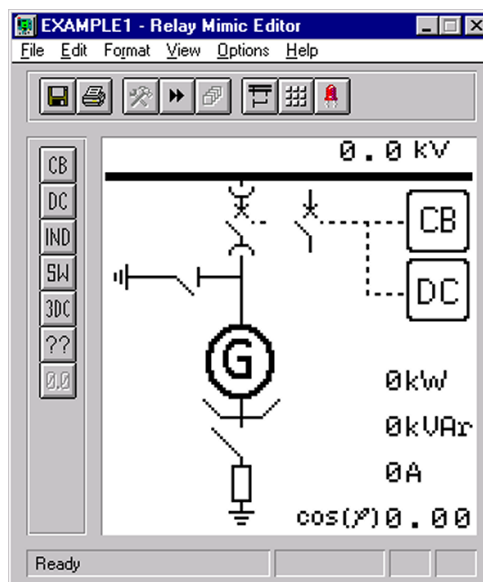 EXAMPLE1 - Relay Mimic Editor
File Edit Format View Options Help
CB
DC
IND
SW
3DC
??
0.0
0.0 kV
CB
DC
G
0kW
0kVAr
0A
cos(φ)0.00
Ready